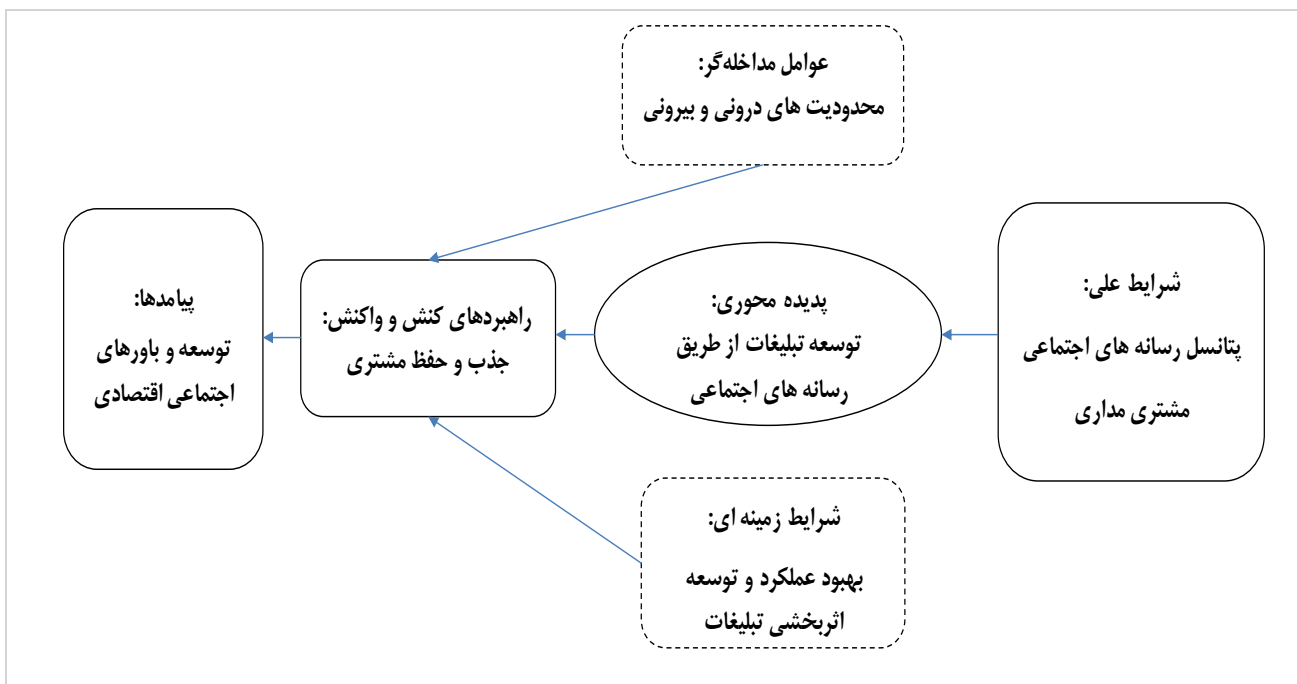 عوامل مداخله‌گر:
محدودیت های درونی و بیرونی
شرایط علی:
پتانسل رسانه های اجتماعی
مشتری مداری
پدیده محوری:
توسعه تبلیغات از طریق
رسانه های اجتماعی
راهبردهای کنش و واکنش:
جذب و حفظ مشتری
پیامدها:
توسعه و باورهای
اجتماعی اقتصادی
شرایط زمینه ای:
بهبود عملکرد و توسعه
اثربخشی تبلیغات